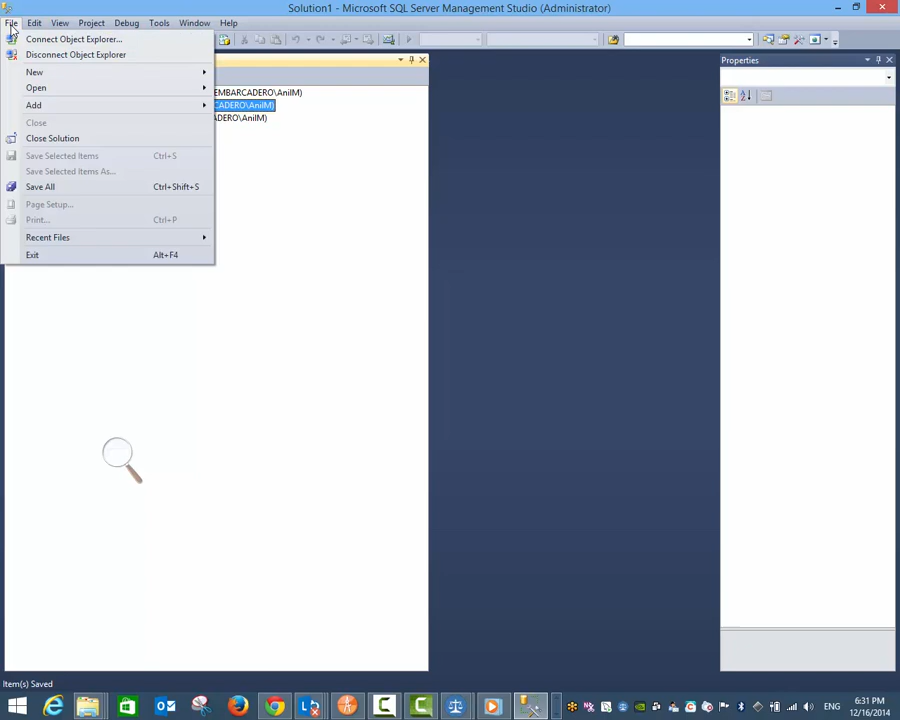 Solution1 - Microsoft SQL Server Management Studio (Administrator)
File Edit View Project Debug Tools Window Help
Connect Object Explorer...
Disconnect Object Explorer
New
Open
Add
Close
Close Solution
Save Selected Items Ctrl+S
Save Selected Items As...
Save All Ctrl+Shift+S
Page Setup...
Print... Ctrl+P
Recent Files
Exit Alt+F4
EMBARCADERO\AnilM)
CADERO\AnilM)
ADERO\AnilM)
Properties
Item(s) Saved
ENG
6:31 PM
12/16/2014